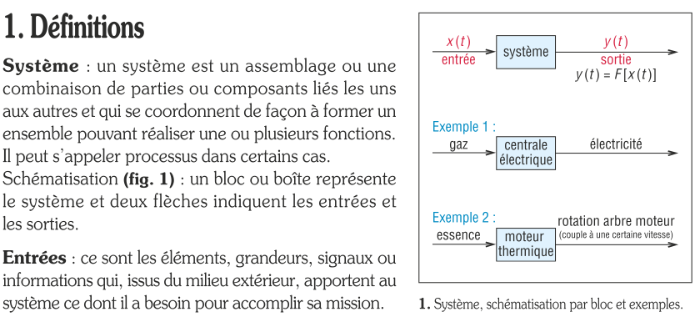 1. Définitions
Système : un système est un assemblage ou une
combinaison de parties ou composants liés les uns
aux autres et qui se coordonnent de façon à former un
ensemble pouvant réaliser une ou plusieurs fonctions.
Il peut s'appeler processus dans certains cas.
Schématisation (fig. 1) : un bloc ou boîte représente
le système et deux flèches indiquent les entrées et
les sorties.
Entrées : ce sont les éléments, grandeurs, signaux ou
informations qui, issus du milieu extérieur, apportent au
système ce dont il a besoin pour accomplir sa mission.
x(t)
entrée
système
y(t)
sortie
y(t) = F[x(t)]
Exemple 1 :
gaz
centrale
électrique
électricité
Exemple 2 :
essence
moteur
thermique
rotation arbre moteur
(couple à une certaine vitesse)
1. Système, schématisation par bloc et exemples.